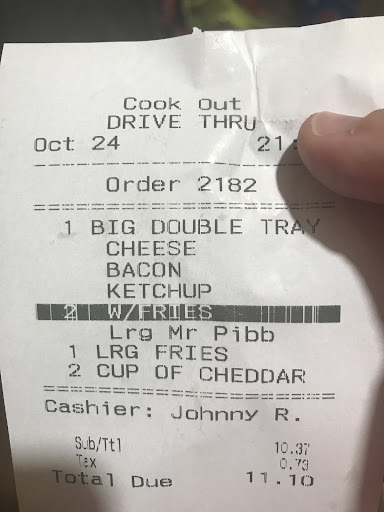 Cook Out
DRIVE THRU
Oct 24 21:
Order 2182
1 BIG DOUBLE TRAY
CHEESE
BACON
KETCHUP
2 W/FRIES
Lrg Mr Pibb
1 LRG FRIES
2 CUP OF CHEDDAR
Cashier: Johnny R.
Sub/Ttl 10.37
Tax 0.73
Total Due 11.10